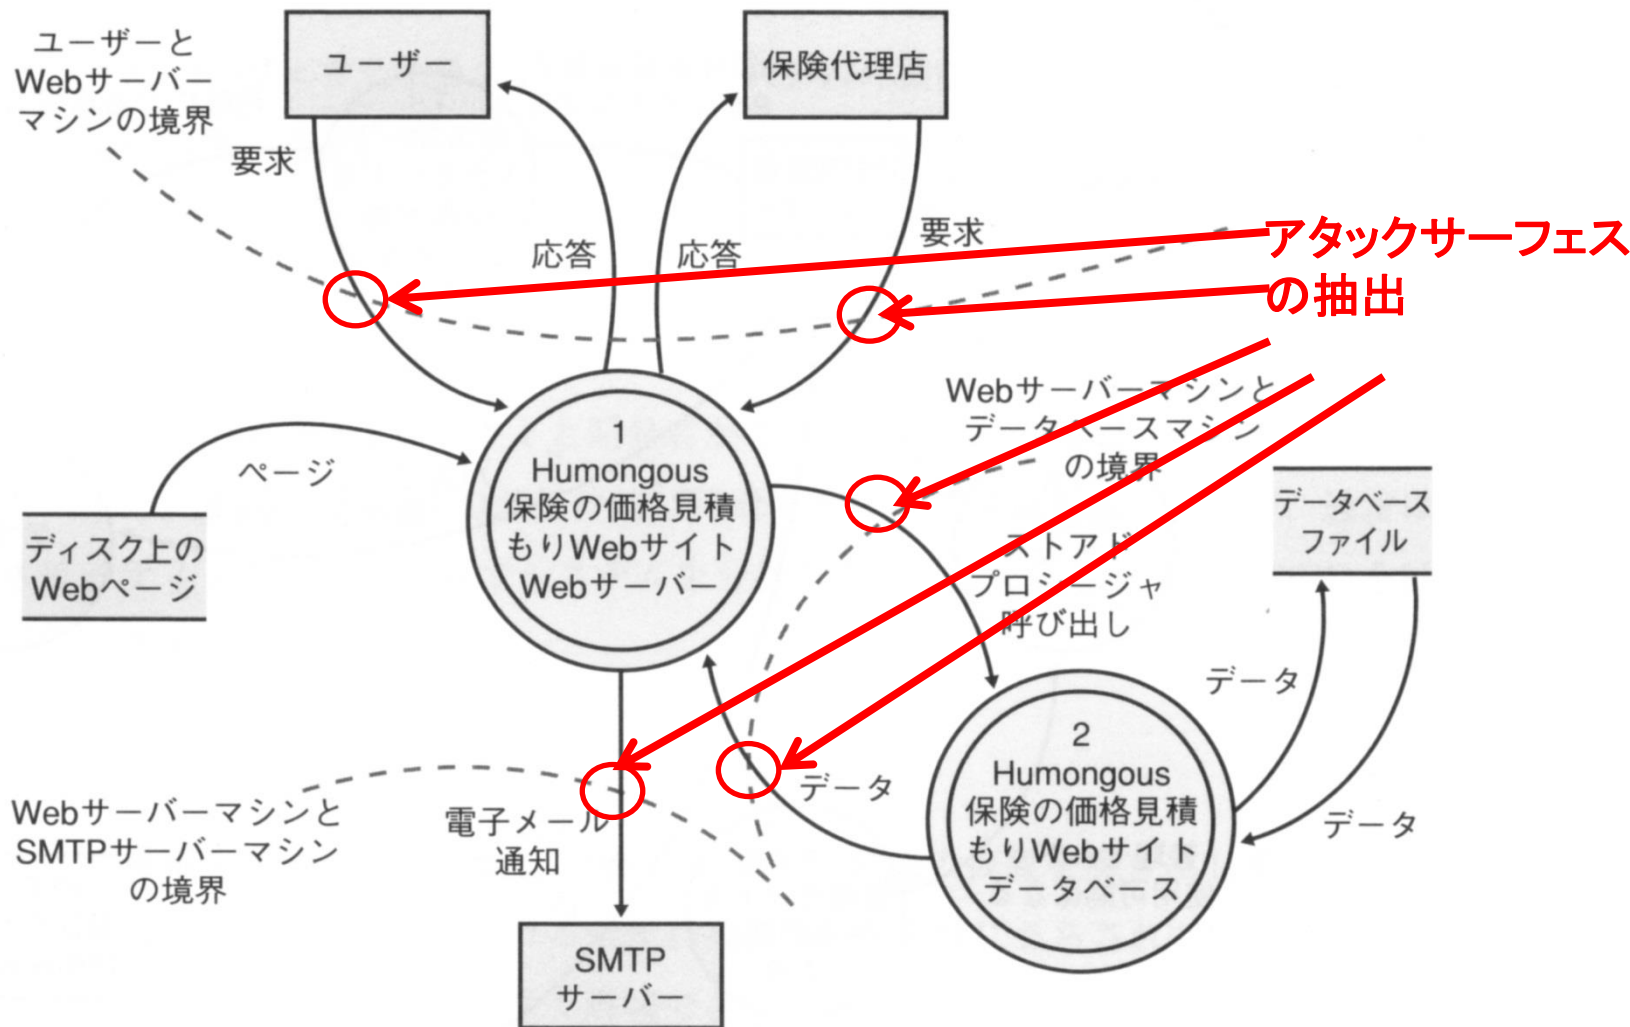 ユーザーと
Webサーバー
マシンの境界
ユーザー
保険代理店
要求
応答
応答
要求
アタックサーフェス
の抽出
Webサーバーマシンと
データベースマシン
の境界
ページ
1
Humongous
保険の価格見積
もりWebサイト
Webサーバー
ディスク上の
Webページ
データベース
ファイル
ストアド
プロシージャ
呼び出し
データ
データ
2
Humongous
保険の価格見積
もりWebサイト
データベース
データ
Webサーバーマシンと
SMTPサーバーマシン
の境界
電子メール
通知
SMTP
サーバー